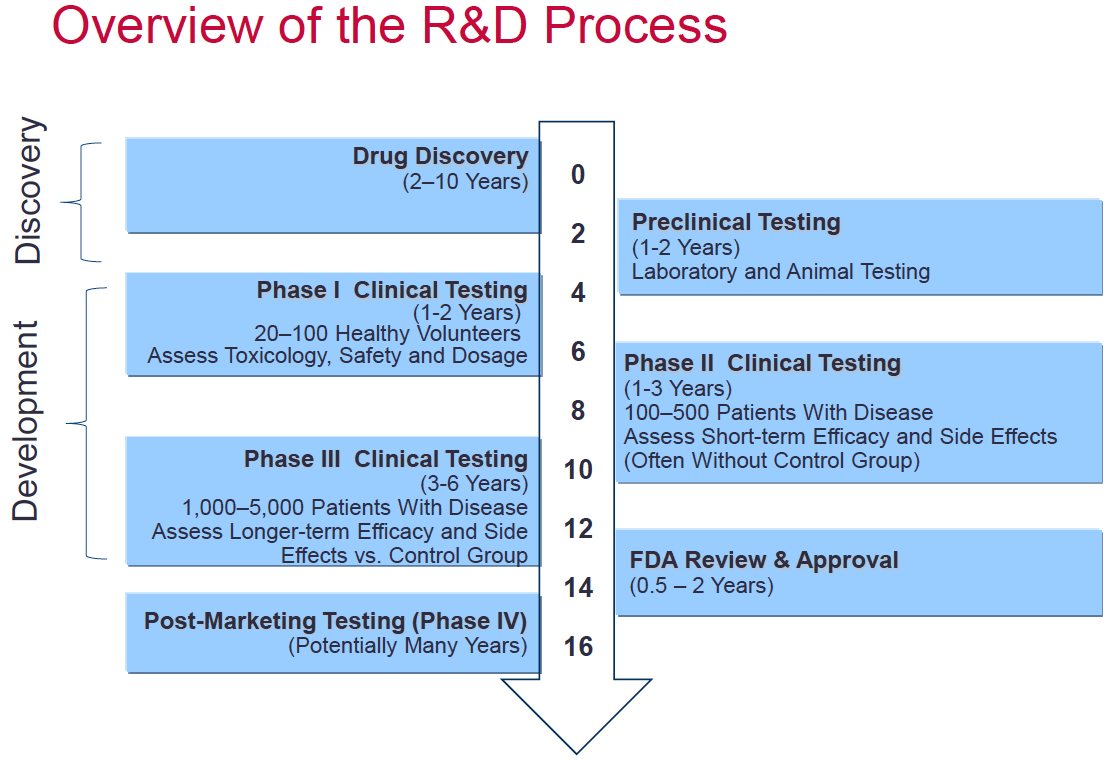 Overview of the R&D Process
Discovery
Drug Discovery
(2–10 Years)
0
2
Preclinical Testing
(1-2 Years)
Laboratory and Animal Testing
Development
Phase I  Clinical Testing
(1-2 Years)
20–100 Healthy Volunteers
Assess Toxicology, Safety and Dosage
4
6
Phase II  Clinical Testing
(1-3 Years)
100–500 Patients With Disease
Assess Short-term Efficacy and Side Effects
(Often Without Control Group)
8
10
Phase III  Clinical Testing
(3-6 Years)
1,000–5,000 Patients With Disease
Assess Longer-term Efficacy and Side
Effects vs. Control Group
12
14
FDA Review & Approval
(0.5 – 2 Years)
Post-Marketing Testing (Phase IV)
(Potentially Many Years)
16